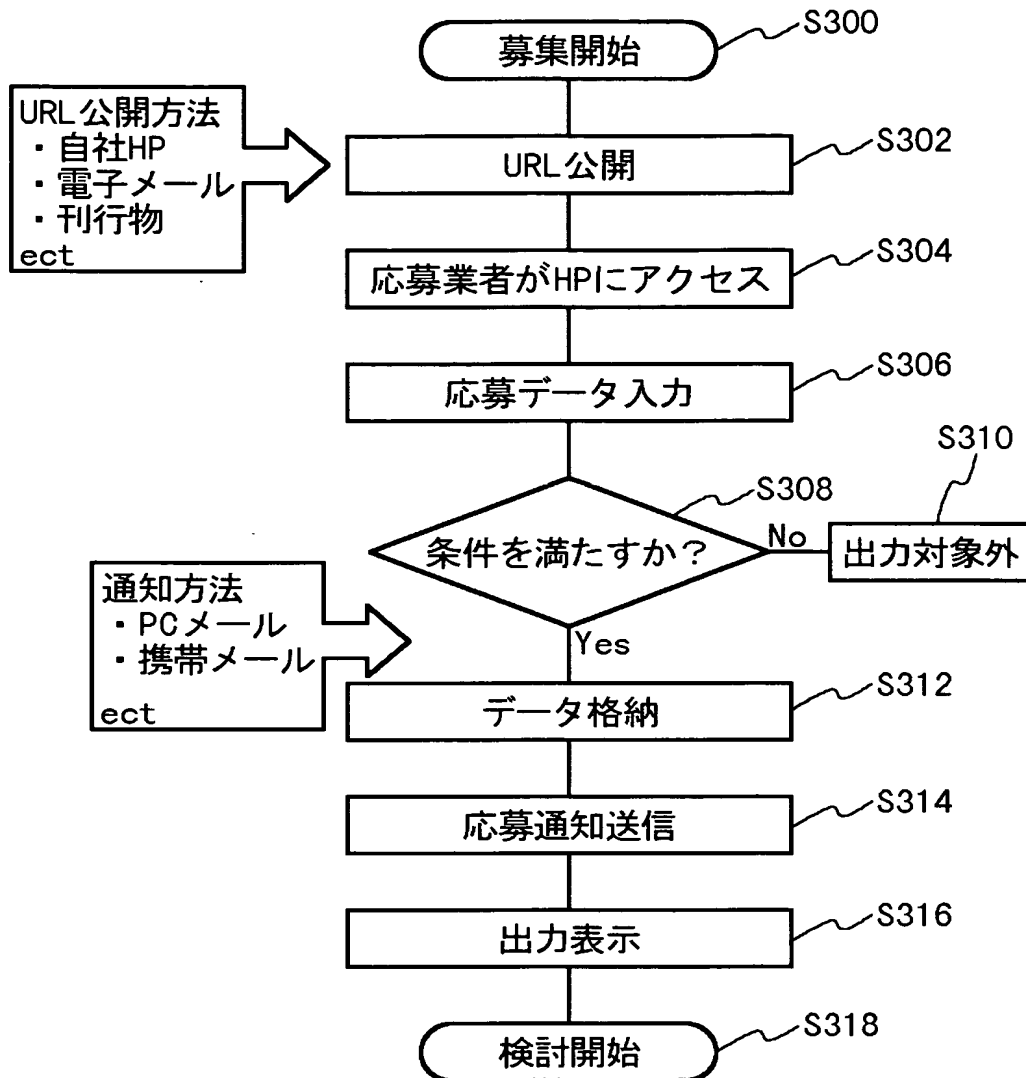 募集開始
S300
URL公開方法
・自社HP
・電子メール
・刊行物
ect
URL公開
S302
応募業者がHPにアクセス
S304
応募データ入力
S306
条件を満たすか?
S308
No
出力対象外
S310
Yes
通知方法
・PCメール
・携帯メール
ect
データ格納
S312
応募通知送信
S314
出力表示
S316
検討開始
S318